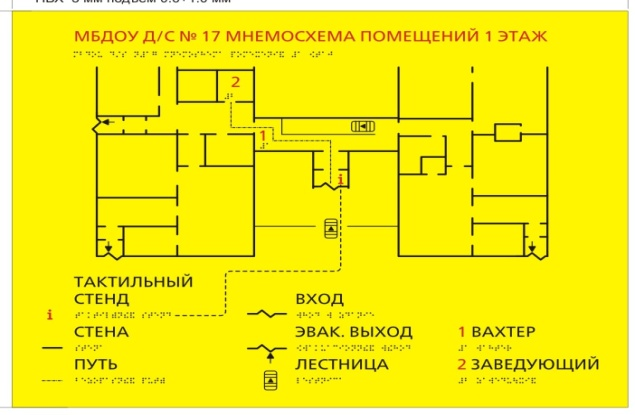 МБДОУ Д/С № 17 МНЕМОСХЕМА ПОМЕЩЕНИЙ 1 ЭТАЖ
2
1
i
ТАКТИЛЬНЫЙ
СТЕНД
i
ВХОД
СТЕНА
ЭВАК. ВЫХОД
1 ВАХТЕР
ПУТЬ
ЛЕСТНИЦА
2 ЗАВЕДУЮЩИЙ